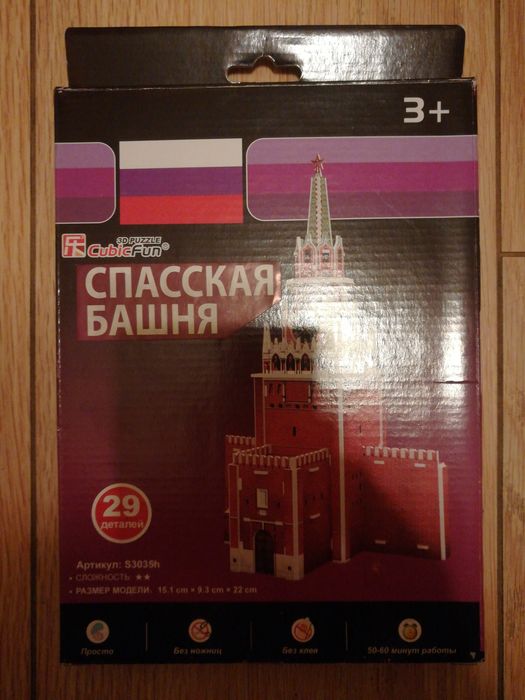 3+
乐 3D PUZZLE
CubicFun®
СПАССКАЯ
БАШНЯ
29
деталей
Артикул: S3035h
• СЛОЖНОСТЬ ★★
• РАЗМЕР МОДЕЛИ: 15.1 cm × 9.3 cm × 22 cm
Просто
Без ножниц
Без клея
50-60 минут работы